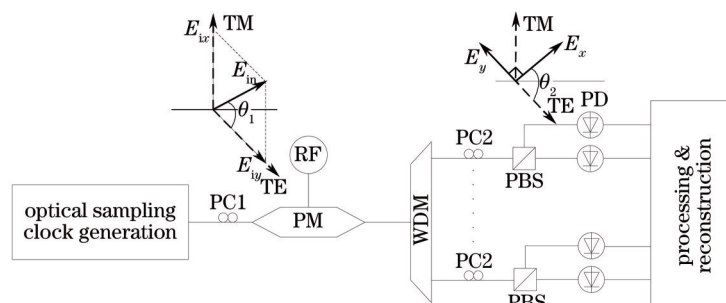 TM
E_ix
E_in
θ_1
E_iy
TE
TM
E_y
E_x
θ_2
TE
PD
optical sampling
clock generation
PC1
RF
PM
WDM
PC2
PBS
PC2
PBS
processing &
reconstruction